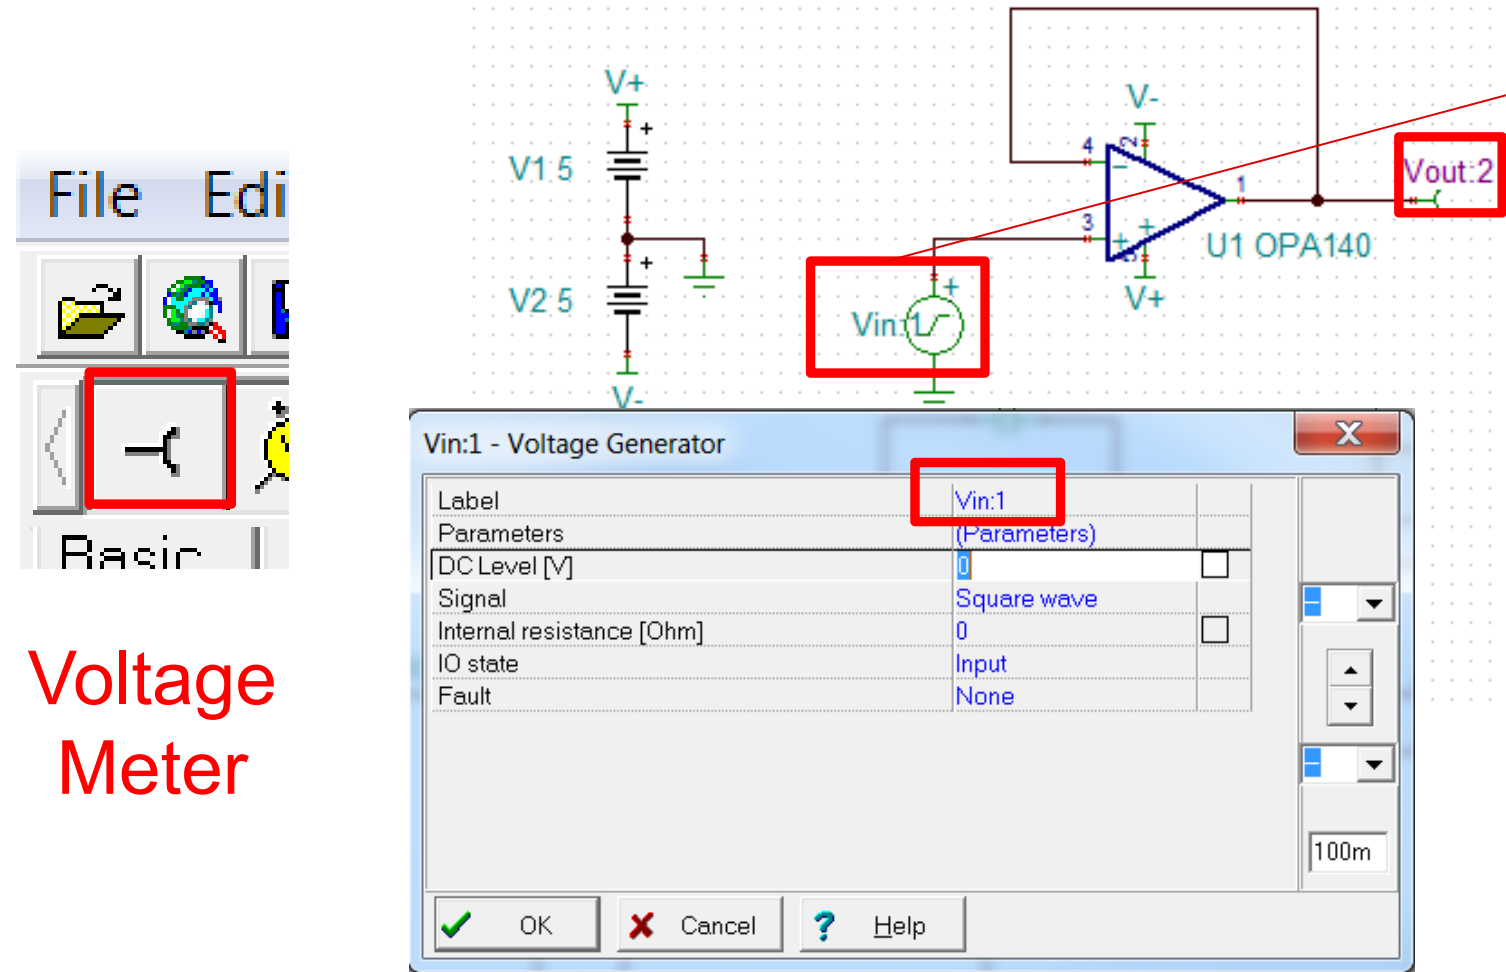 File Edi
Basic
Voltage
Meter
V+
+
V1 5
+
V2 5
V-
V-
4
2
1
3
5
U1 OPA140
V+
Vout:2
+
Vin:1
Vin:1 - Voltage Generator
X
Label Vin:1
Parameters (Parameters)
DC Level [V] 0
Signal Square wave
Internal resistance [Ohm] 0
IO state Input
Fault None
100m
OK Cancel ? Help